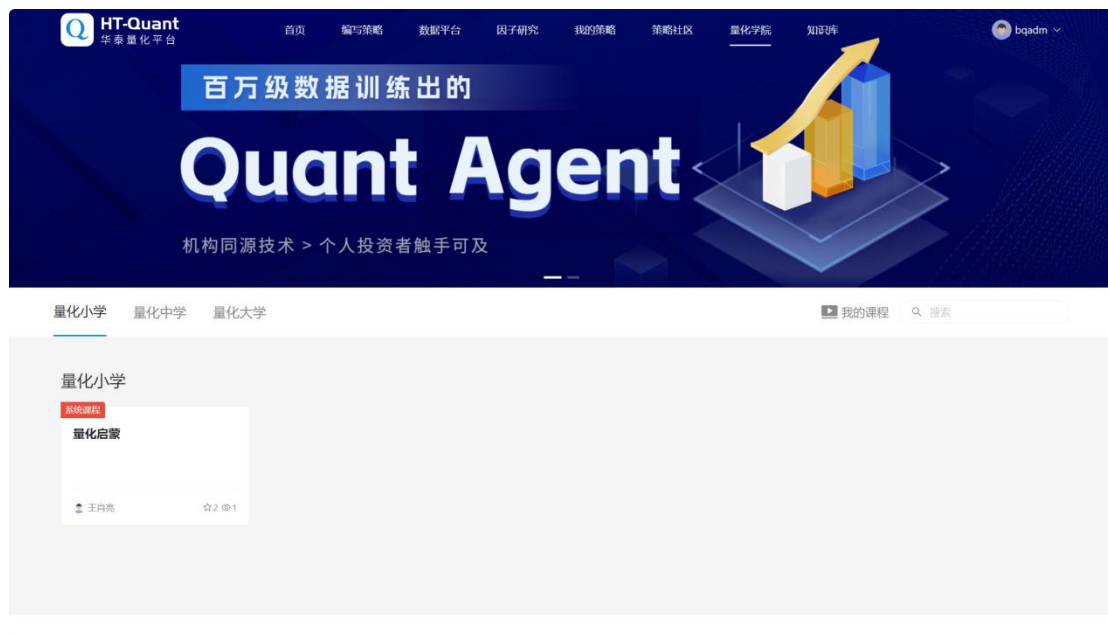 HT-Quant
华泰量化平台
首页 编写策略 数据平台 因子研究 我的策略 策略社区 量化学院 知识库
bqadm
百万级数据训练出的
Quant Agent
机构同源技术 > 个人投资者触手可及
量化小学 量化中学 量化大学
我的课程 搜索
量化小学
系统课程
量化启蒙
王肖亮 2 1